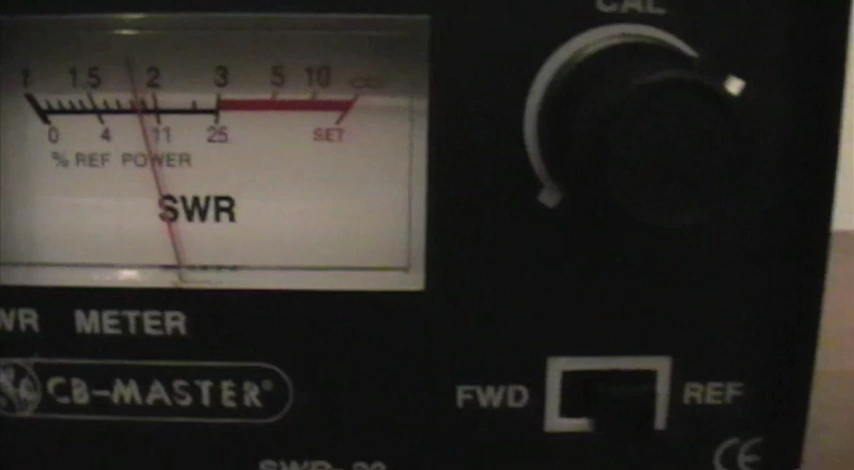 CAL
1 1.5 2 3 5 10 ∞
0 4 11 25 SET
% REF POWER
SWR
WR METER
CB-MASTER®
FWD REF
CE